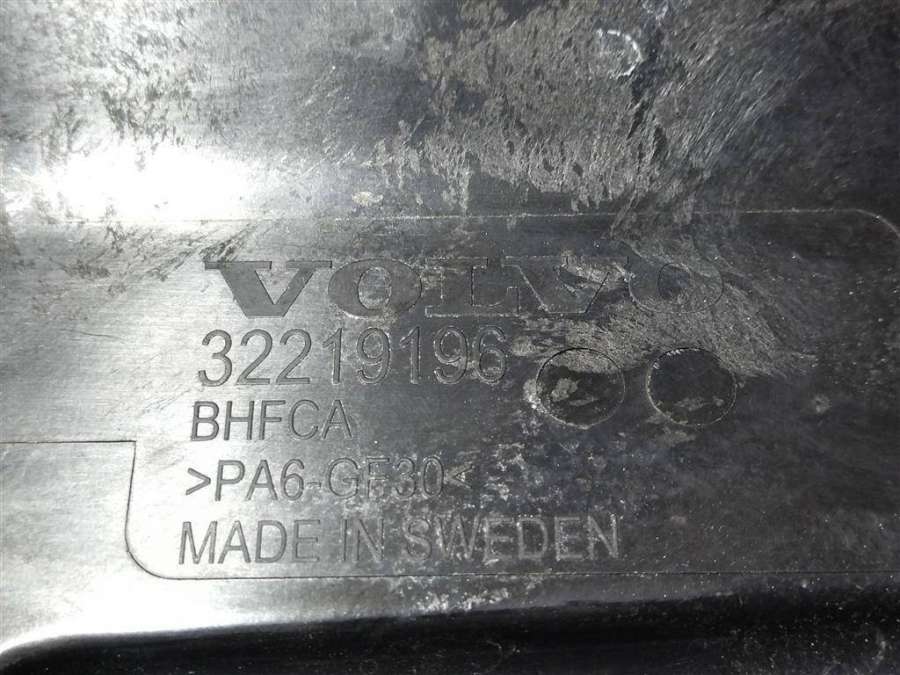 VOLVO
32219196
BHFCA
>PA6-GF30<
MADE IN SWEDEN